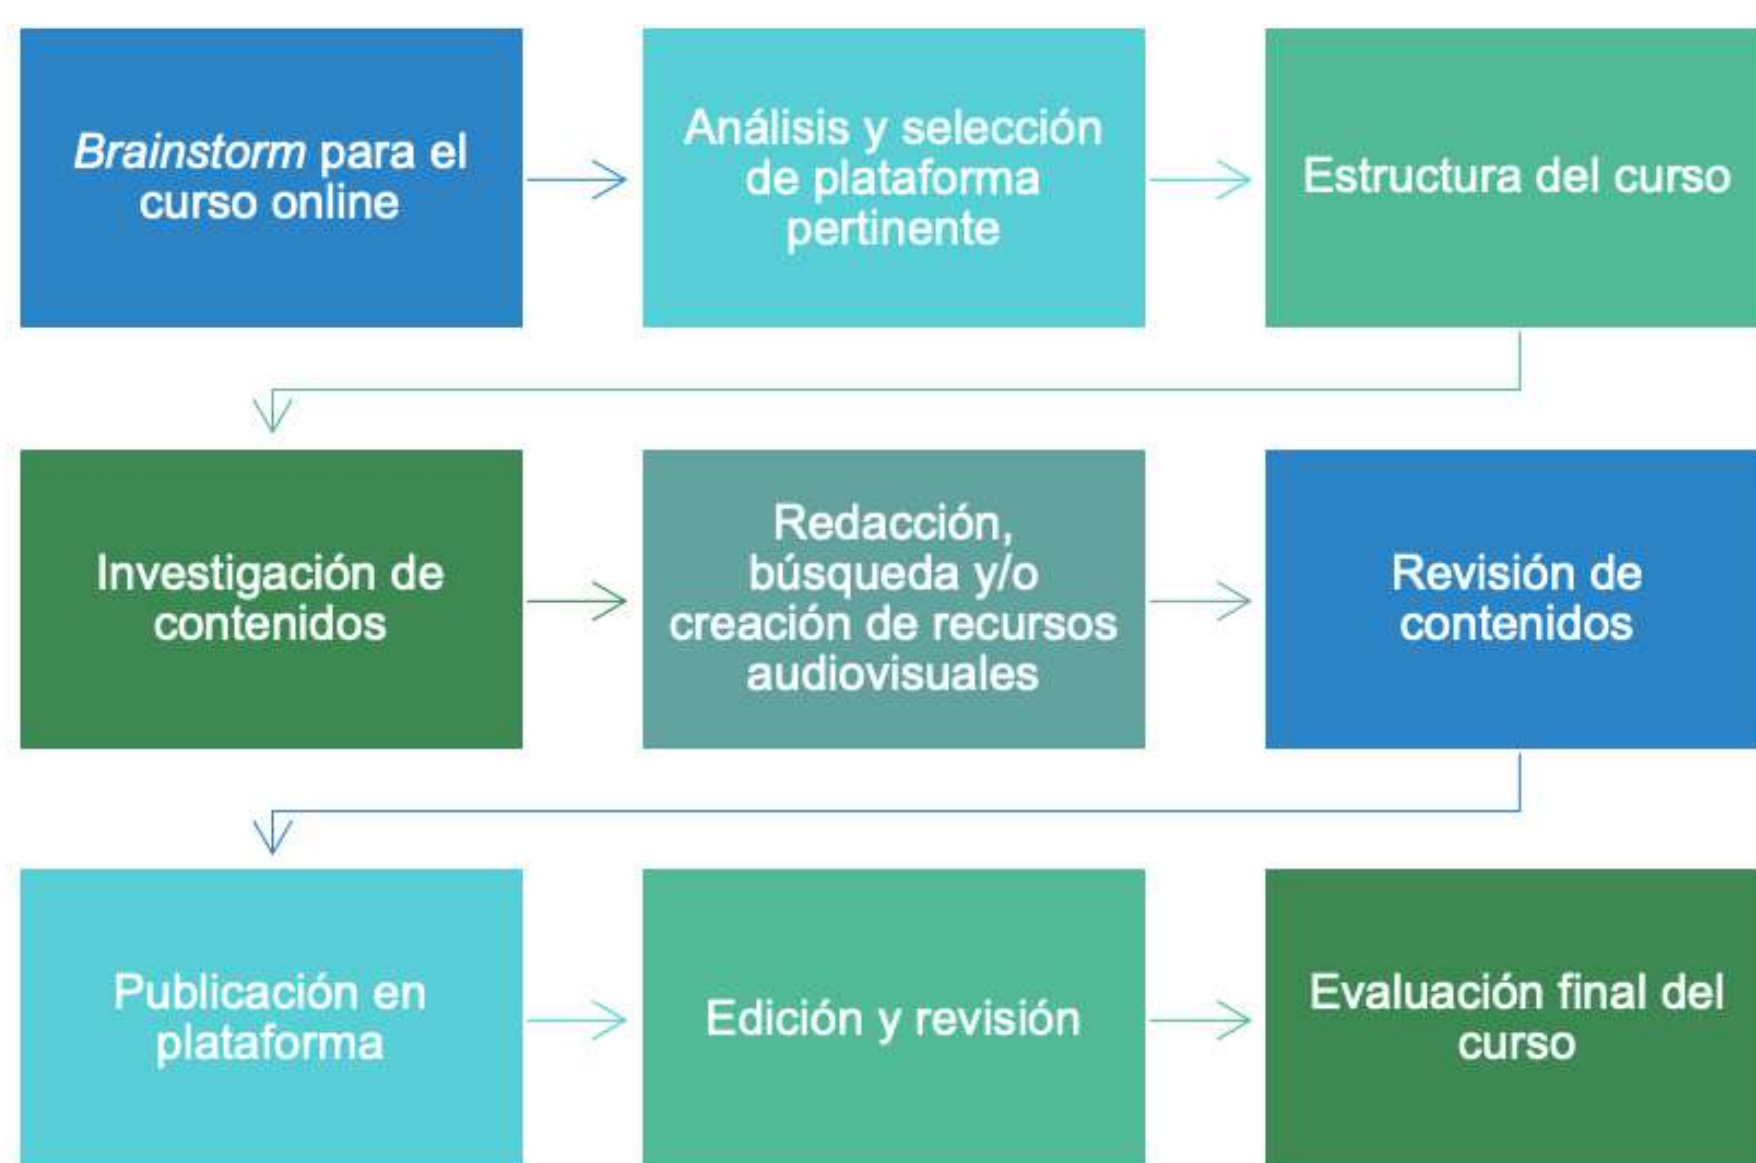 Brainstorm para el
curso online
Análisis y selección
de plataforma
pertinente
Estructura del curso
Investigación de
contenidos
Redacción,
búsqueda y/o
creación de recursos
audiovisuales
Revisión de
contenidos
Publicación en
plataforma
Edición y revisión
Evaluación final del
curso